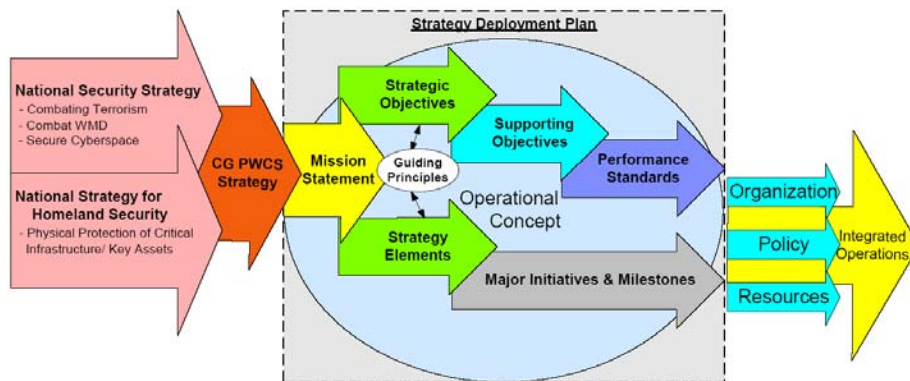 Strategy Deployment Plan
National Security Strategy
- Combating Terrorism
- Combat WMD
- Secure Cyberspace
National Strategy for
Homeland Security
- Physical Protection of Critical
Infrastructure/ Key Assets
CG PWCS
Strategy
Mission
Statement
Strategic
Objectives
Guiding
Principles
Strategy
Elements
Supporting
Objectives
Operational
Concept
Performance
Standards
Major Initiatives & Milestones
Organization
Policy
Resources
Integrated
Operations